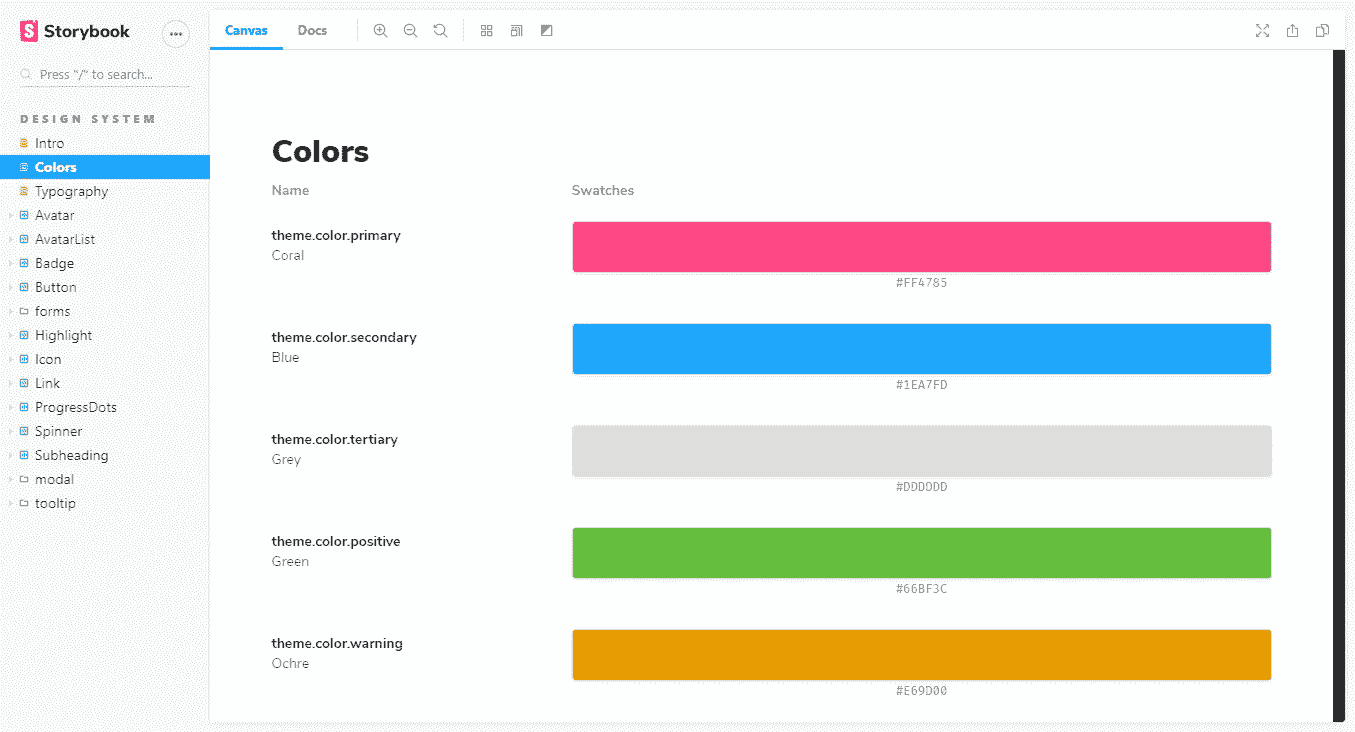 Storybook
Press "/" to search...
DESIGN SYSTEM
Intro
Colors
Typography
Avatar
AvatarList
Badge
Button
forms
Highlight
Icon
Link
ProgressDots
Spinner
Subheading
modal
tooltip
Canvas Docs
Colors
Name Swatches
theme.color.primary
Coral
#FF4785
theme.color.secondary
Blue
#1EA7FD
theme.color.tertiary
Grey
#DDDDDD
theme.color.positive
Green
#66BF3C
theme.color.warning
Ochre
#E69D00